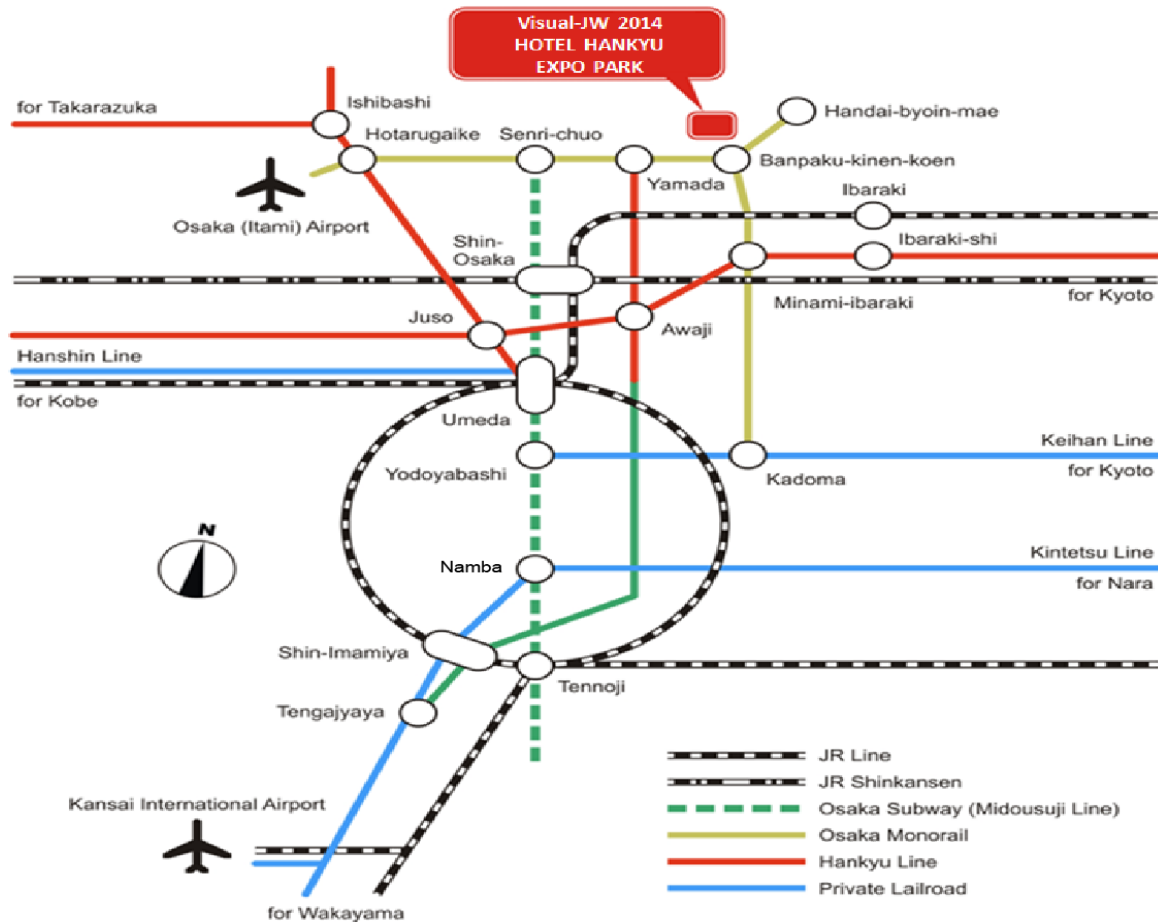 Visual-JW 2014
HOTEL HANKYU
EXPO PARK
for Takarazuka
Ishibashi
Handai-byoin-mae
Hotarugaike
Senri-chuo
Yamada
Banpaku-kinen-koen
Ibaraki
Osaka (Itami) Airport
Shin-
Osaka
Ibaraki-shi
for Kyoto
Minami-ibaraki
Juso
Awaji
Hanshin Line
for Kobe
Umeda
Keihan Line
Yodoyabashi
for Kyoto
Kadoma
N
Namba
Kintetsu Line
for Nara
Shin-Imamiya
Tennoji
Tengajyaya
JR Line
JR Shinkansen
Kansai International Airport
Osaka Subway (Midousuji Line)
Osaka Monorail
Hankyu Line
Private Lailroad
for Wakayama